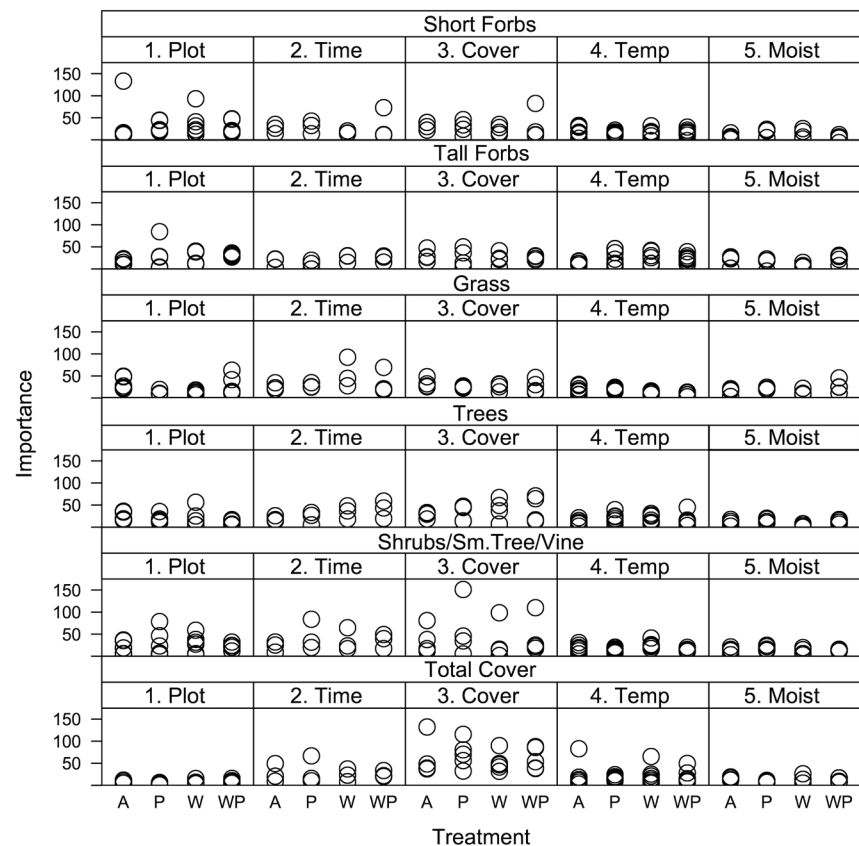 Short Forbs
1. Plot 2. Time 3. Cover 4. Temp 5. Moist
150
100
50
Tall Forbs
1. Plot 2. Time 3. Cover 4. Temp 5. Moist
150
100
50
Grass
1. Plot 2. Time 3. Cover 4. Temp 5. Moist
150
100
50
Trees
1. Plot 2. Time 3. Cover 4. Temp 5. Moist
150
100
50
Shrubs/Sm.Tree/Vine
1. Plot 2. Time 3. Cover 4. Temp 5. Moist
150
100
50
Total Cover
1. Plot 2. Time 3. Cover 4. Temp 5. Moist
150
100
50
A P W WP A P W WP A P W WP A P W WP A P W WP
Treatment
Importance